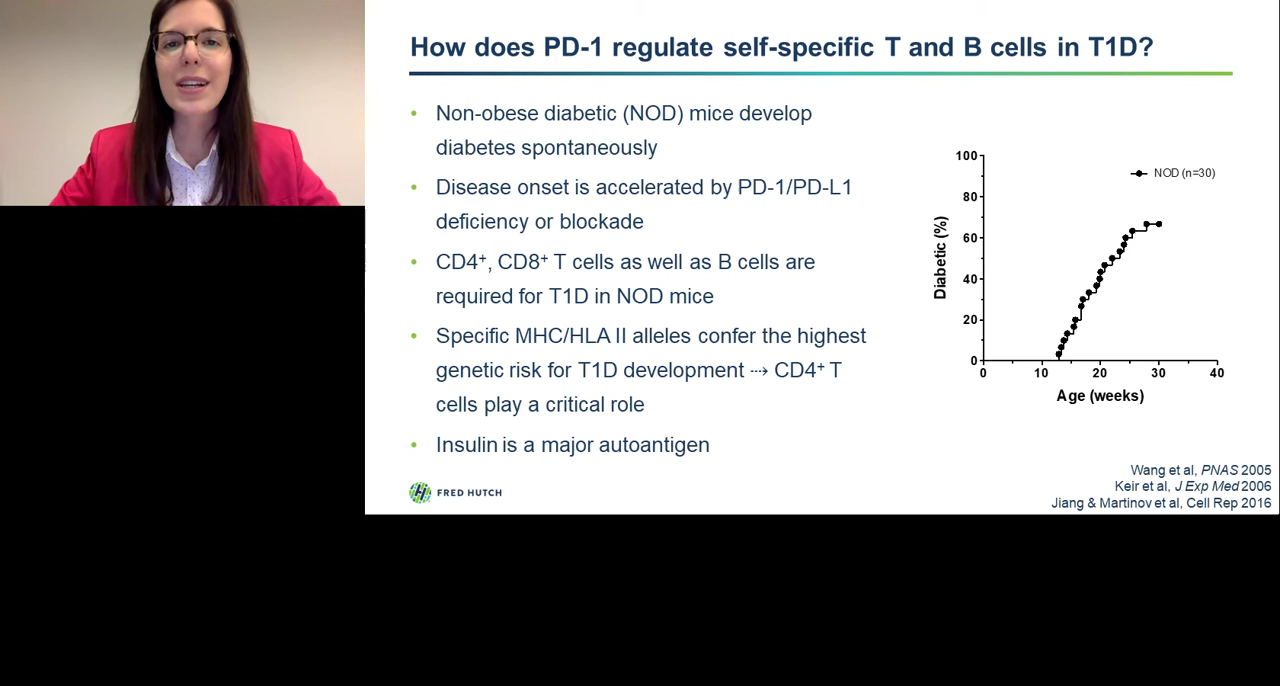 How does PD-1 regulate self-specific T and B cells in T1D?
• Non-obese diabetic (NOD) mice develop
diabetes spontaneously
• Disease onset is accelerated by PD-1/PD-L1
deficiency or blockade
• CD4⁺, CD8⁺ T cells as well as B cells are
required for T1D in NOD mice
• Specific MHC/HLA II alleles confer the highest
genetic risk for T1D development ⇢ CD4⁺ T
cells play a critical role
• Insulin is a major autoantigen
FRED HUTCH
Diabetic (%)
100
80
60
40
20
0
NOD (n=30)
0 10 20 30 40
Age (weeks)
Wang et al, PNAS 2005
Keir et al, J Exp Med 2006
Jiang & Martinov et al, Cell Rep 2016